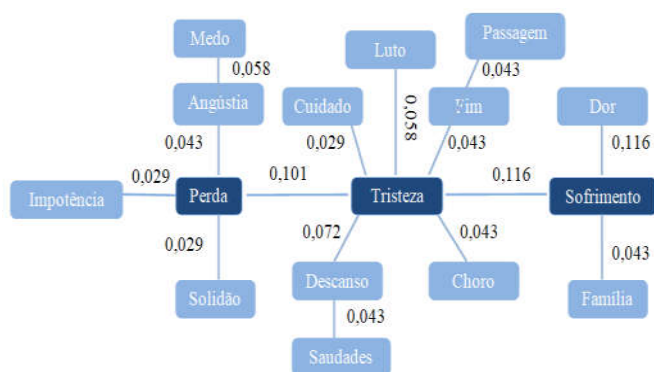 Medo
Luto
Passagem
0,058
0,043
Angústia
Cuidado
0,058
Fim
Dor
0,043
0,029
0,043
0,116
0,029
0,101
0,116
Impotência
Perda
Tristeza
Sofrimento
0,029
0,072
0,043
0,043
Solidão
Descanso
Choro
Família
0,043
Saudades